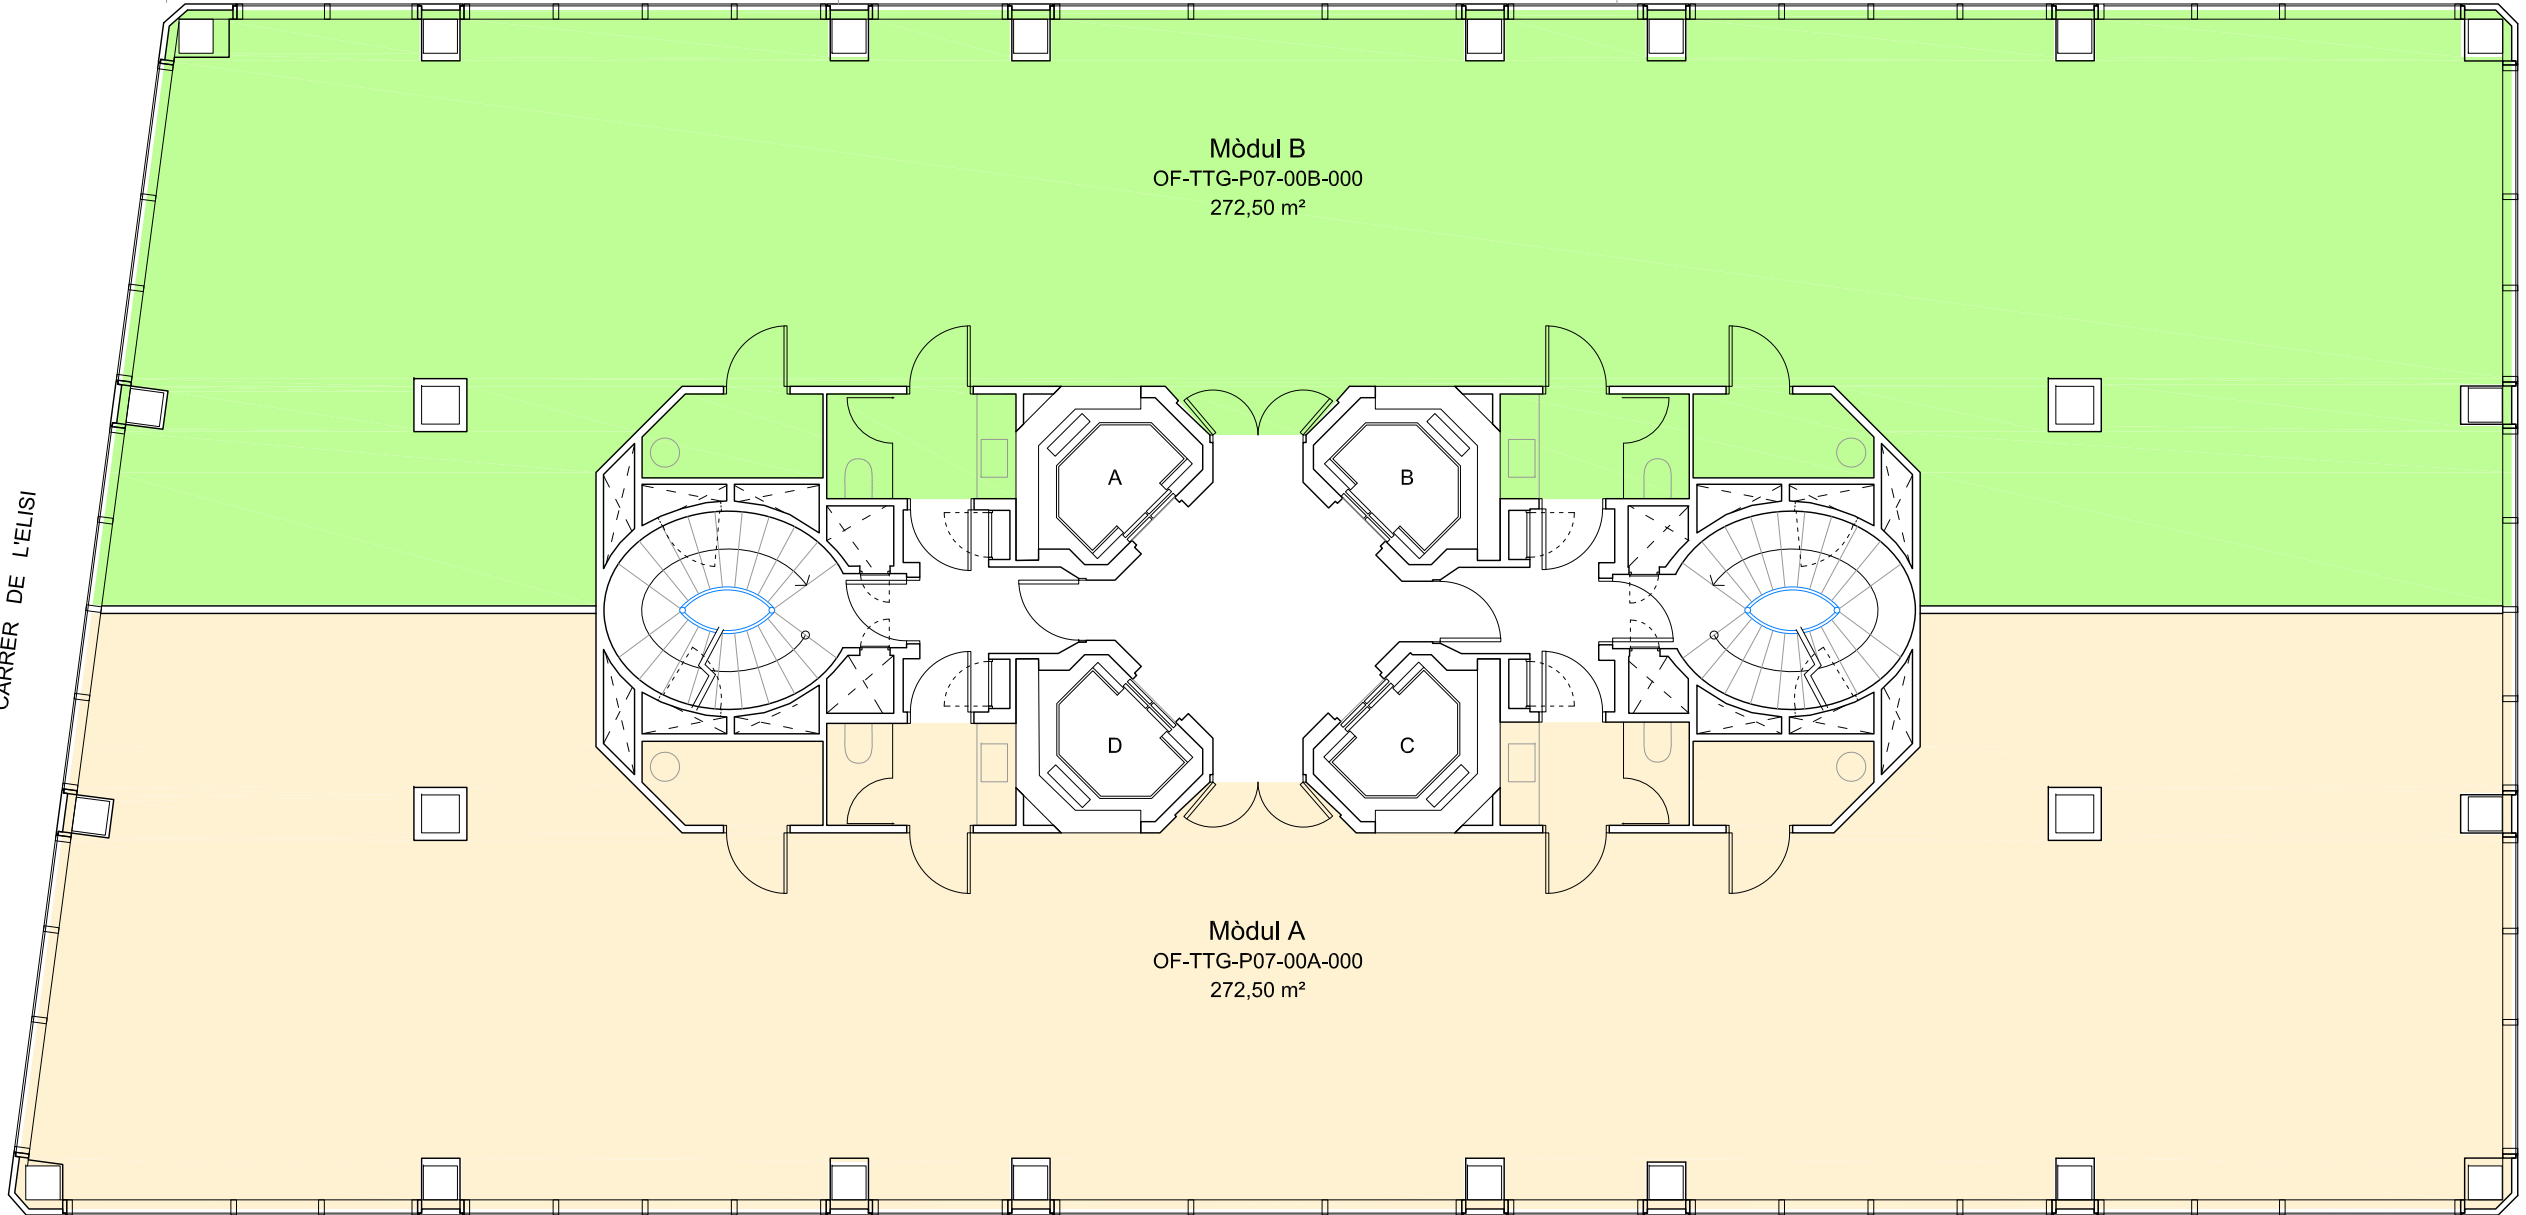 Mòdul B
OF-TTG-P07-00B-000
272,50 m²
A
B
CARRER DE L'ELISI
D
C
Mòdul A
OF-TTG-P07-00A-000
272,50 m²